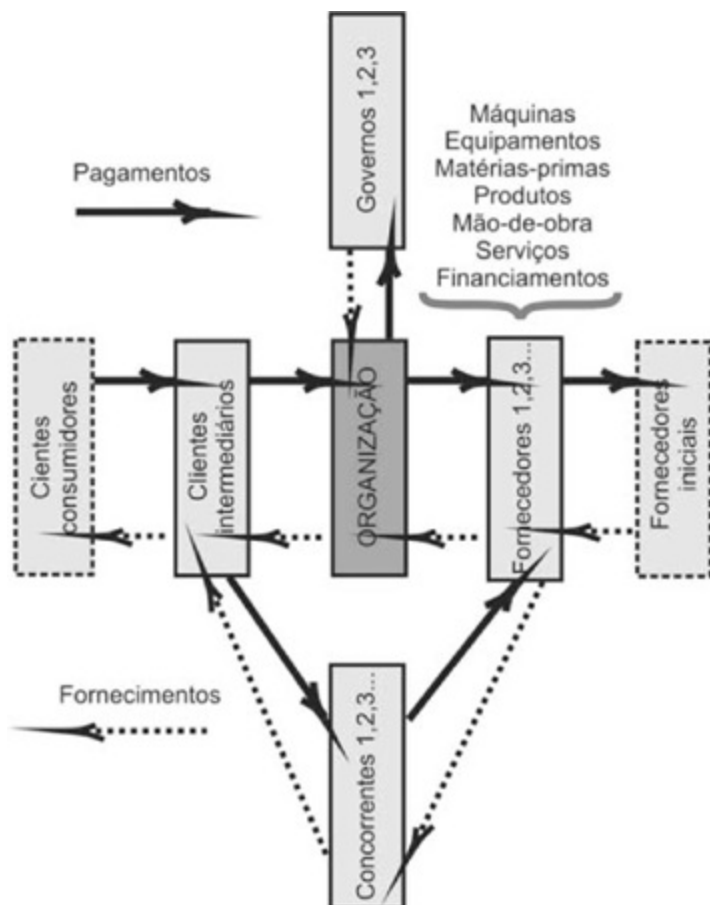 Governos 1,2,3
Máquinas
Equipamentos
Matérias-primas
Produtos
Mão-de-obra
Serviços
Financiamentos
Pagamentos
Cientes
consumidores
Clientes
intermediários
ORGANIZAÇÃO
Fornecedores 1,2,3...
Fornecedores
iniciais
Fornecimentos
Concorrentes 1,2,3...